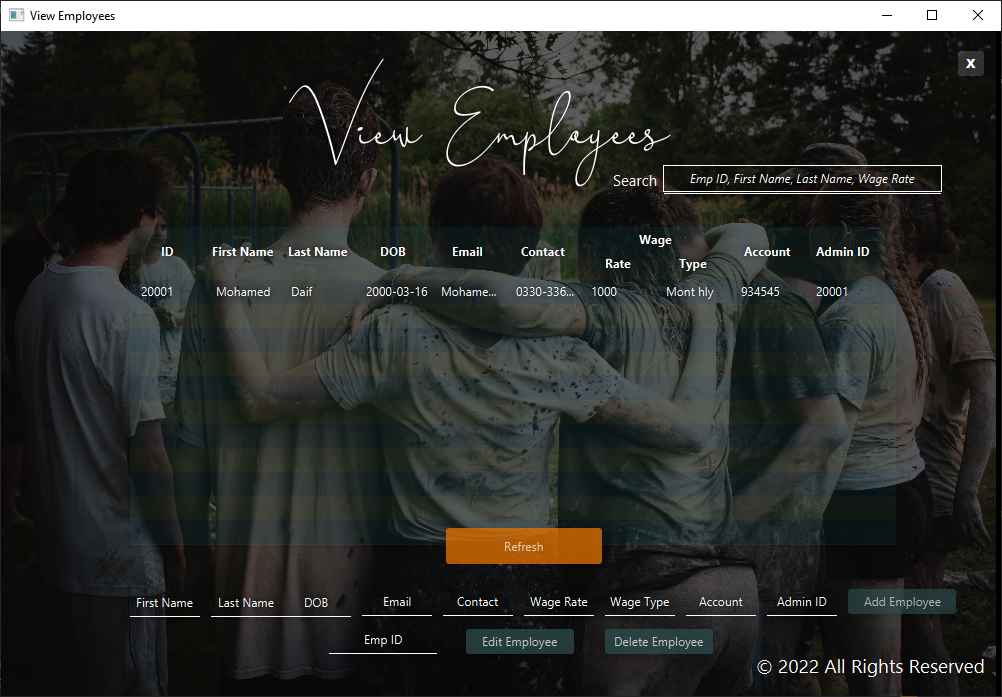 View Employees
x
View Employees
Search Emp ID, First Name, Last Name, Wage Rate
ID First Name Last Name DOB Email Contact Wage Rate Type Account Admin ID
20001 Mohamed Daif 2000-03-16 Mohame... 0330-336... 1000 Mont hly 934545 20001
Refresh
First Name Last Name DOB Email Contact Wage Rate Wage Type Account Admin ID Add Employee
Emp ID Edit Employee Delete Employee
© 2022 All Rights Reserved